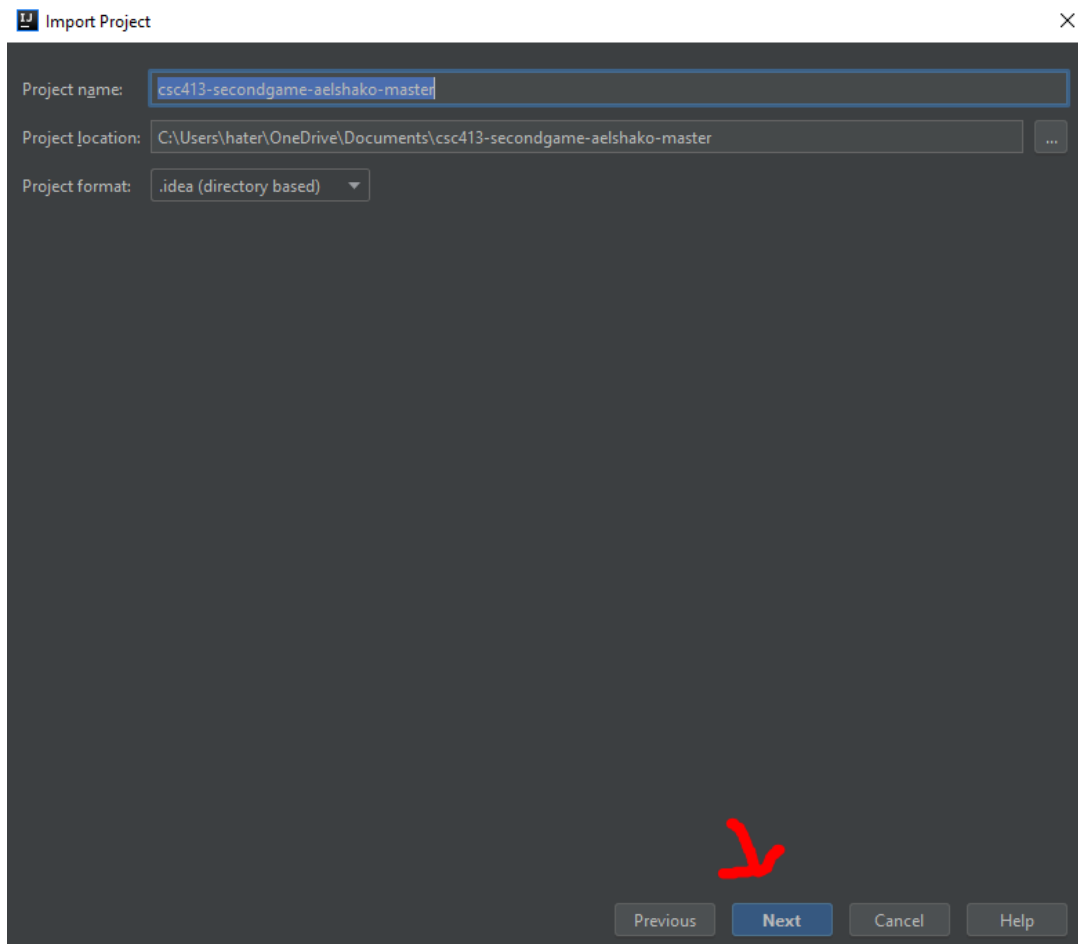 IJ Import Project
Project name: csc413-secondgame-aelshako-master
Project location: C:\Users\hater\OneDrive\Documents\csc413-secondgame-aelshako-master ...
Project format: .idea (directory based)
Previous Next Cancel Help